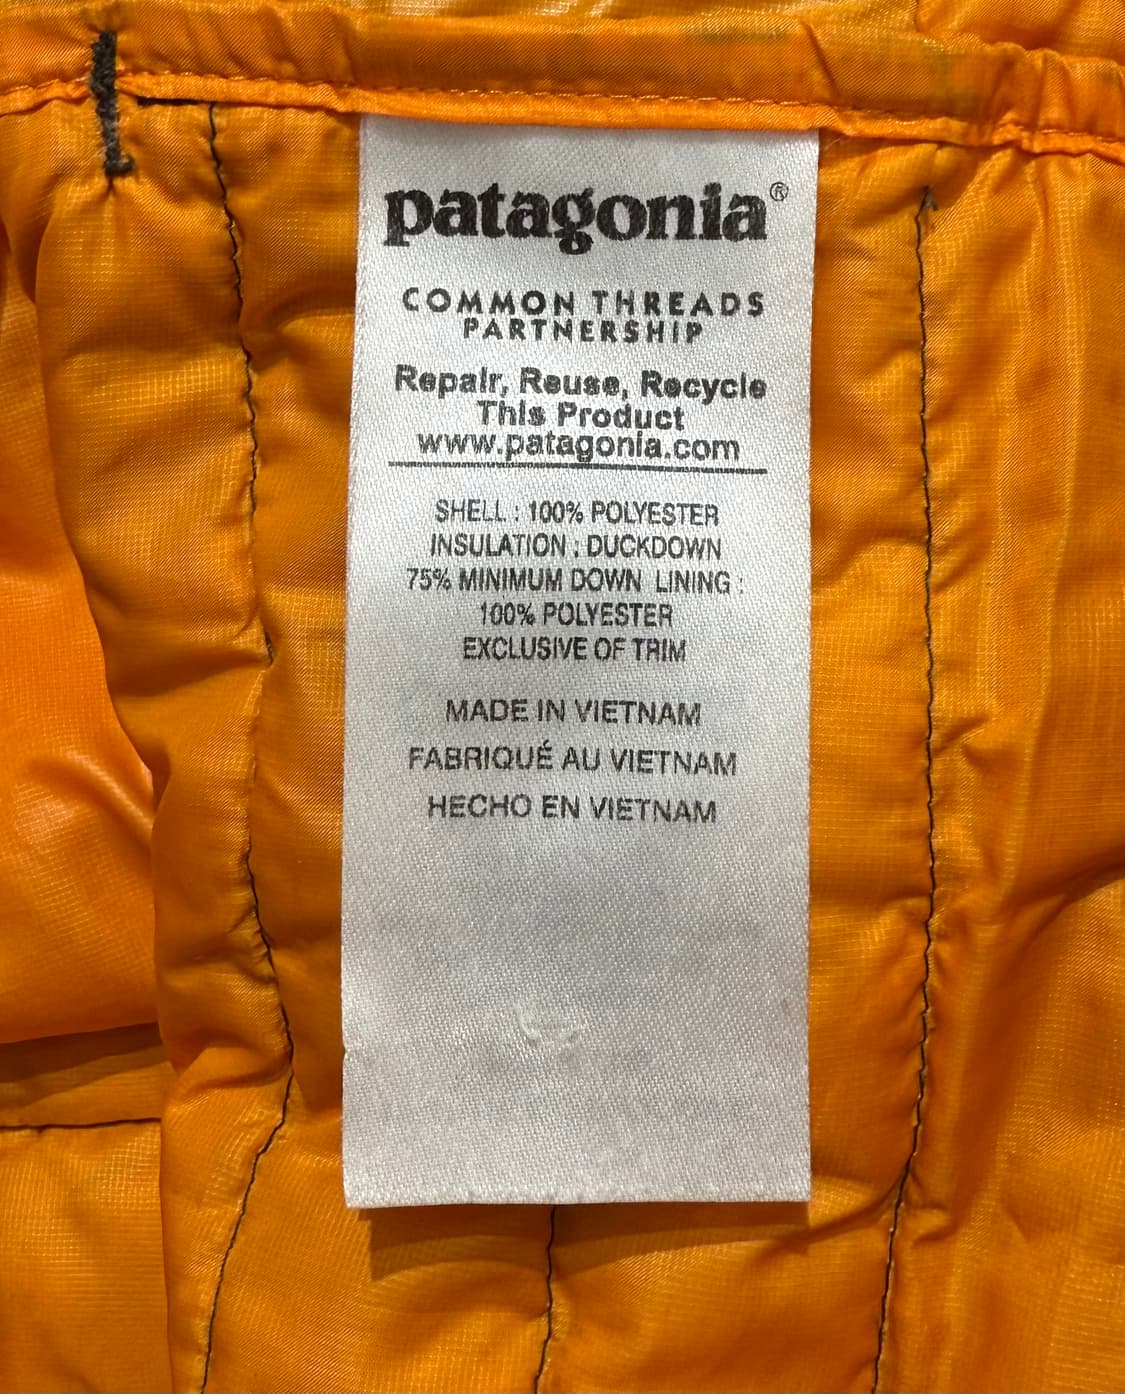 patagonia®
COMMON THREADS
PARTNERSHIP
Repair, Reuse, Recycle
This Product
www.patagonia.com
SHELL : 100% POLYESTER
INSULATION : DUCKDOWN
75% MINIMUM DOWN LINING :
100% POLYESTER
EXCLUSIVE OF TRIM
MADE IN VIETNAM
FABRIQUÉ AU VIETNAM
HECHO EN VIETNAM